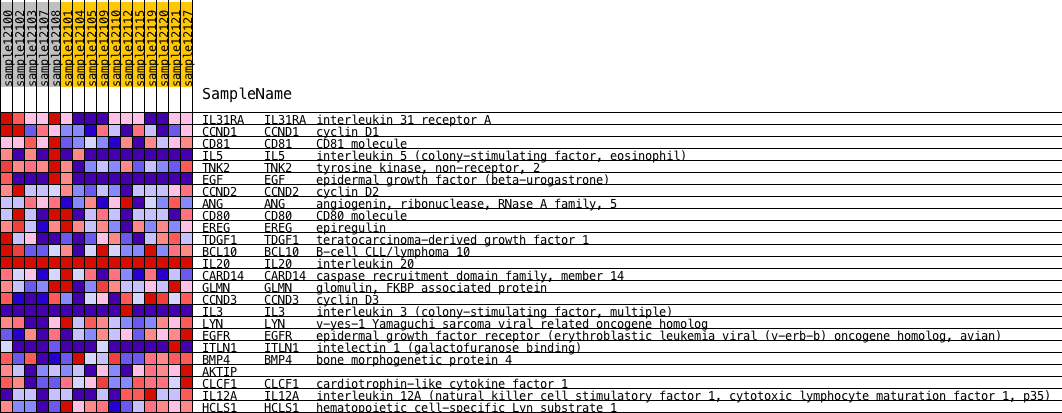 sample12100
sample12102
sample12103
sample12107
sample12108
sample12101
sample12104
sample12105
sample12109
sample12110
sample12112
sample12115
sample12119
sample12120
sample12121
sample12127
SampleName
IL31RA IL31RA interleukin 31 receptor A
CCND1 CCND1 cyclin D1
CD81 CD81 CD81 molecule
IL5 IL5 interleukin 5 (colony-stimulating factor, eosinophil)
TNK2 TNK2 tyrosine kinase, non-receptor, 2
EGF EGF epidermal growth factor (beta-urogastrone)
CCND2 CCND2 cyclin D2
ANG ANG angiogenin, ribonuclease, RNase A family, 5
CD80 CD80 CD80 molecule
EREG EREG epiregulin
TDGF1 TDGF1 teratocarcinoma-derived growth factor 1
BCL10 BCL10 B-cell CLL/lymphoma 10
IL20 IL20 interleukin 20
CARD14 CARD14 caspase recruitment domain family, member 14
GLMN GLMN glomulin, FKBP associated protein
CCND3 CCND3 cyclin D3
IL3 IL3 interleukin 3 (colony-stimulating factor, multiple)
LYN LYN v-yes-1 Yamaguchi sarcoma viral related oncogene homolog
EGFR EGFR epidermal growth factor receptor (erythroblastic leukemia viral (v-erb-b) oncogene homolog, avian)
ITLN1 ITLN1 intelectin 1 (galactofuranose binding)
BMP4 BMP4 bone morphogenetic protein 4
AKTIP
CLCF1 CLCF1 cardiotrophin-like cytokine factor 1
IL12A IL12A interleukin 12A (natural killer cell stimulatory factor 1, cytotoxic lymphocyte maturation factor 1, p35)
HCLS1 HCLS1 hematopoietic cell-specific Lyn substrate 1